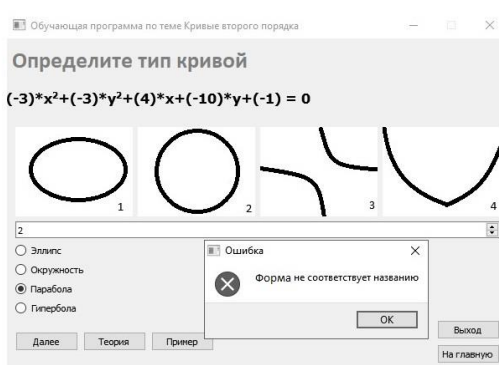 Обучающая программа по теме Кривые второго порядка
Определите тип кривой
(-3)*x²+(-3)*y²+(4)*x+(-10)*y+(-1) = 0
1
2
3
4
2
Эллипс
Окружность
Парабола
Гипербола
Ошибка
Форма не соответствует названию
OK
Далее
Теория
Пример
Выход
На главную